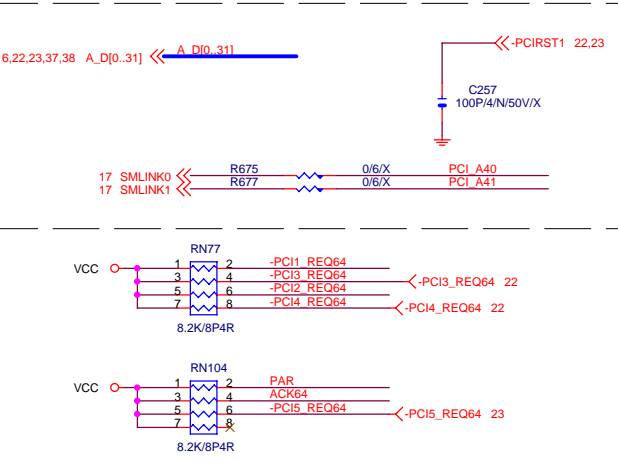 A_D[0..31]
6,22,23,37,38 A_D[0..31]
-PCIRST1 22,23
C257
100P/4/N/50V/X
17 SMLINK0 R675 0/6/X PCI_A40
17 SMLINK1 R677 0/6/X PCI_A41
RN77
VCC 1 2 -PCI1_REQ64
3 4 -PCI3_REQ64 -PCI3_REQ64 22
5 6 -PCI2_REQ64
7 8 -PCI4_REQ64 -PCI4_REQ64 22
8.2K/8P4R
RN104
VCC 1 2 PAR
3 4 ACK64
5 6 -PCI5_REQ64 -PCI5_REQ64 23
7 8
8.2K/8P4R